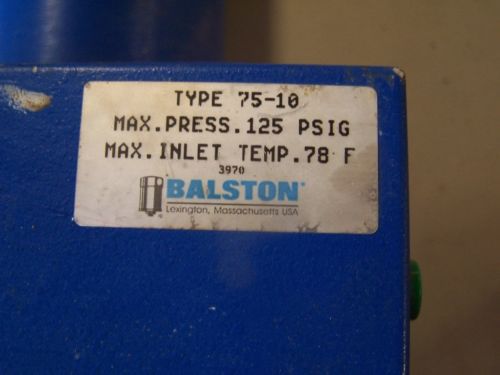 TYPE 75-10
MAX.PRESS.125 PSIG
MAX.INLET TEMP.78 F
3970
BALSTON®
Lexington, Massachusetts USA